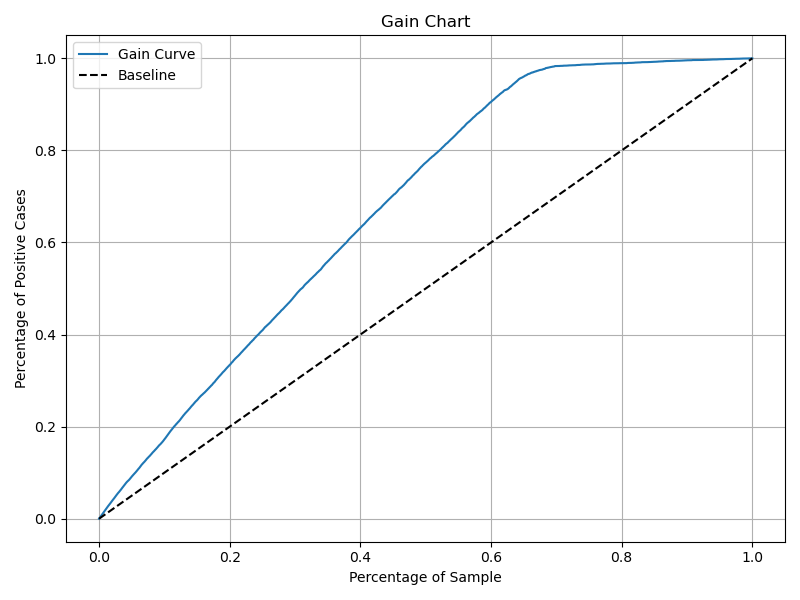 Gain Chart
Gain Curve
Baseline
Percentage of Positive Cases
1.0
0.8
0.6
0.4
0.2
0.0
0.0 0.2 0.4 0.6 0.8 1.0
Percentage of Sample